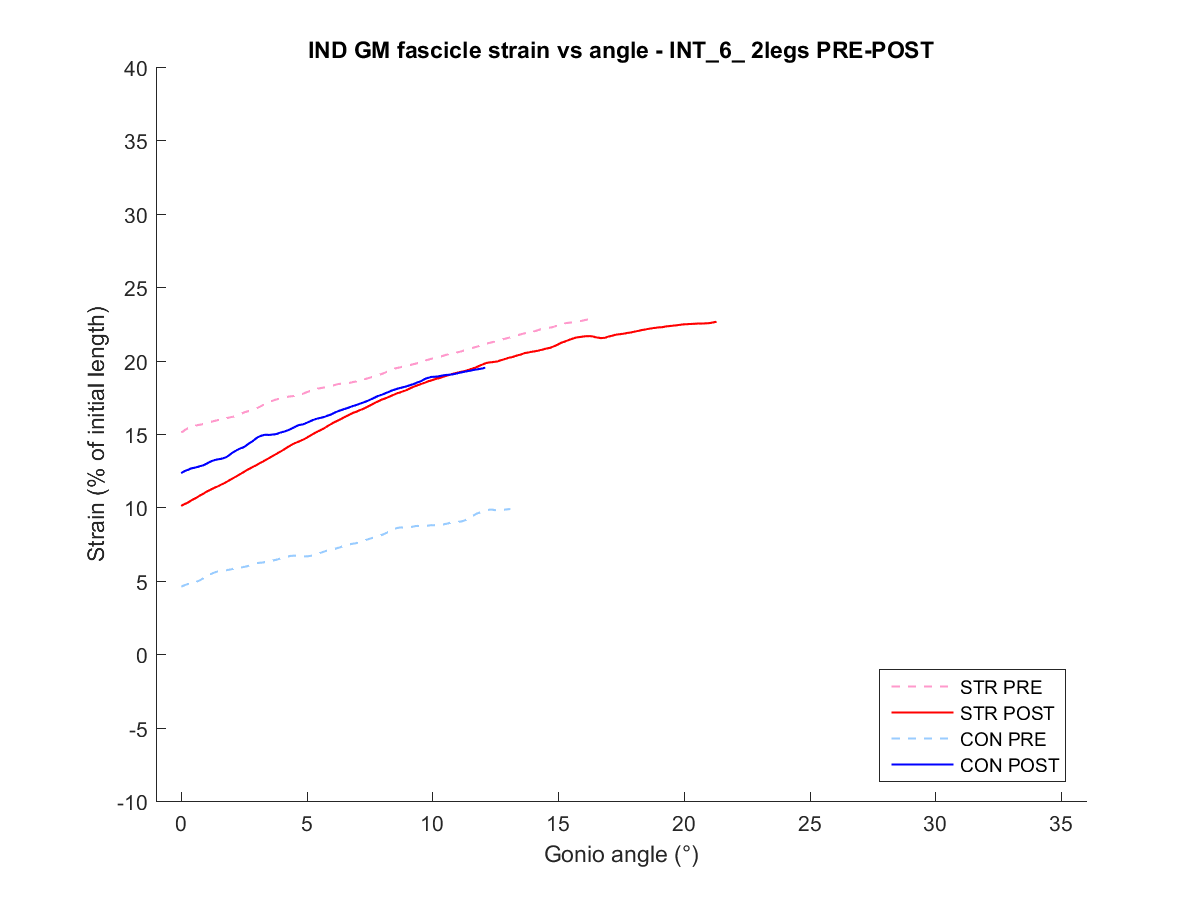 IND GM fascicle strain vs angle - INT_6_ 2legs PRE-POST
40
35
30
25
20
15
10
5
0
-5
-10
Strain (% of initial length)
0 5 10 15 20 25 30 35
Gonio angle (°)
STR PRE
STR POST
CON PRE
CON POST